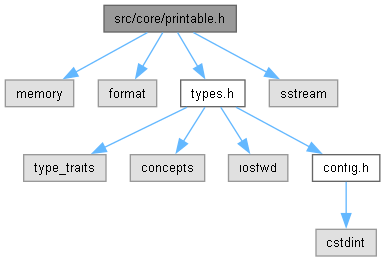 src/core/printable.h
memory
format
types.h
sstream
type_traits
concepts
iosfwd
config.h
cstdint